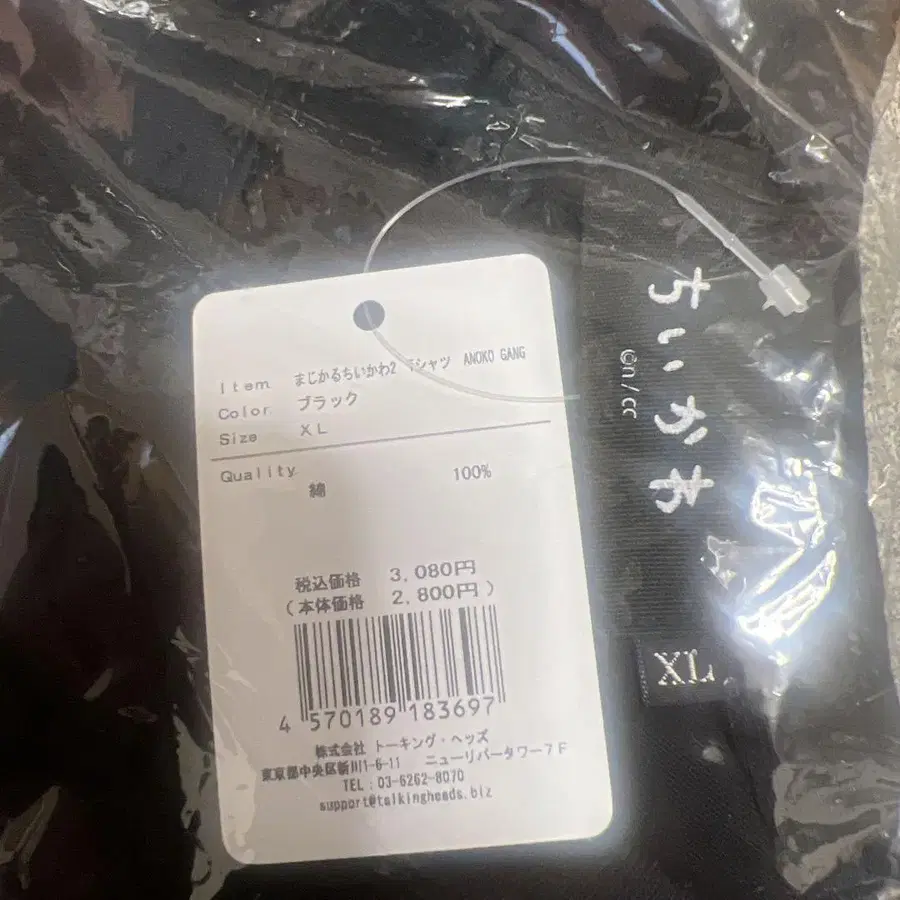 Item まじかるちいかわ2 Tシャツ ANOKO GANG
Color ブラック
Size XL
Quality
綿 100%
税込価格 3,080円
(本体価格 2,800円)
4 570189 183697
株式会社 トーキング・ヘッズ
東京都中央区新川1-6-11 ニューリバータワー7F
TEL:03-6262-8070
support@talkingheads.biz
ちいかわ
©n/cc
XL